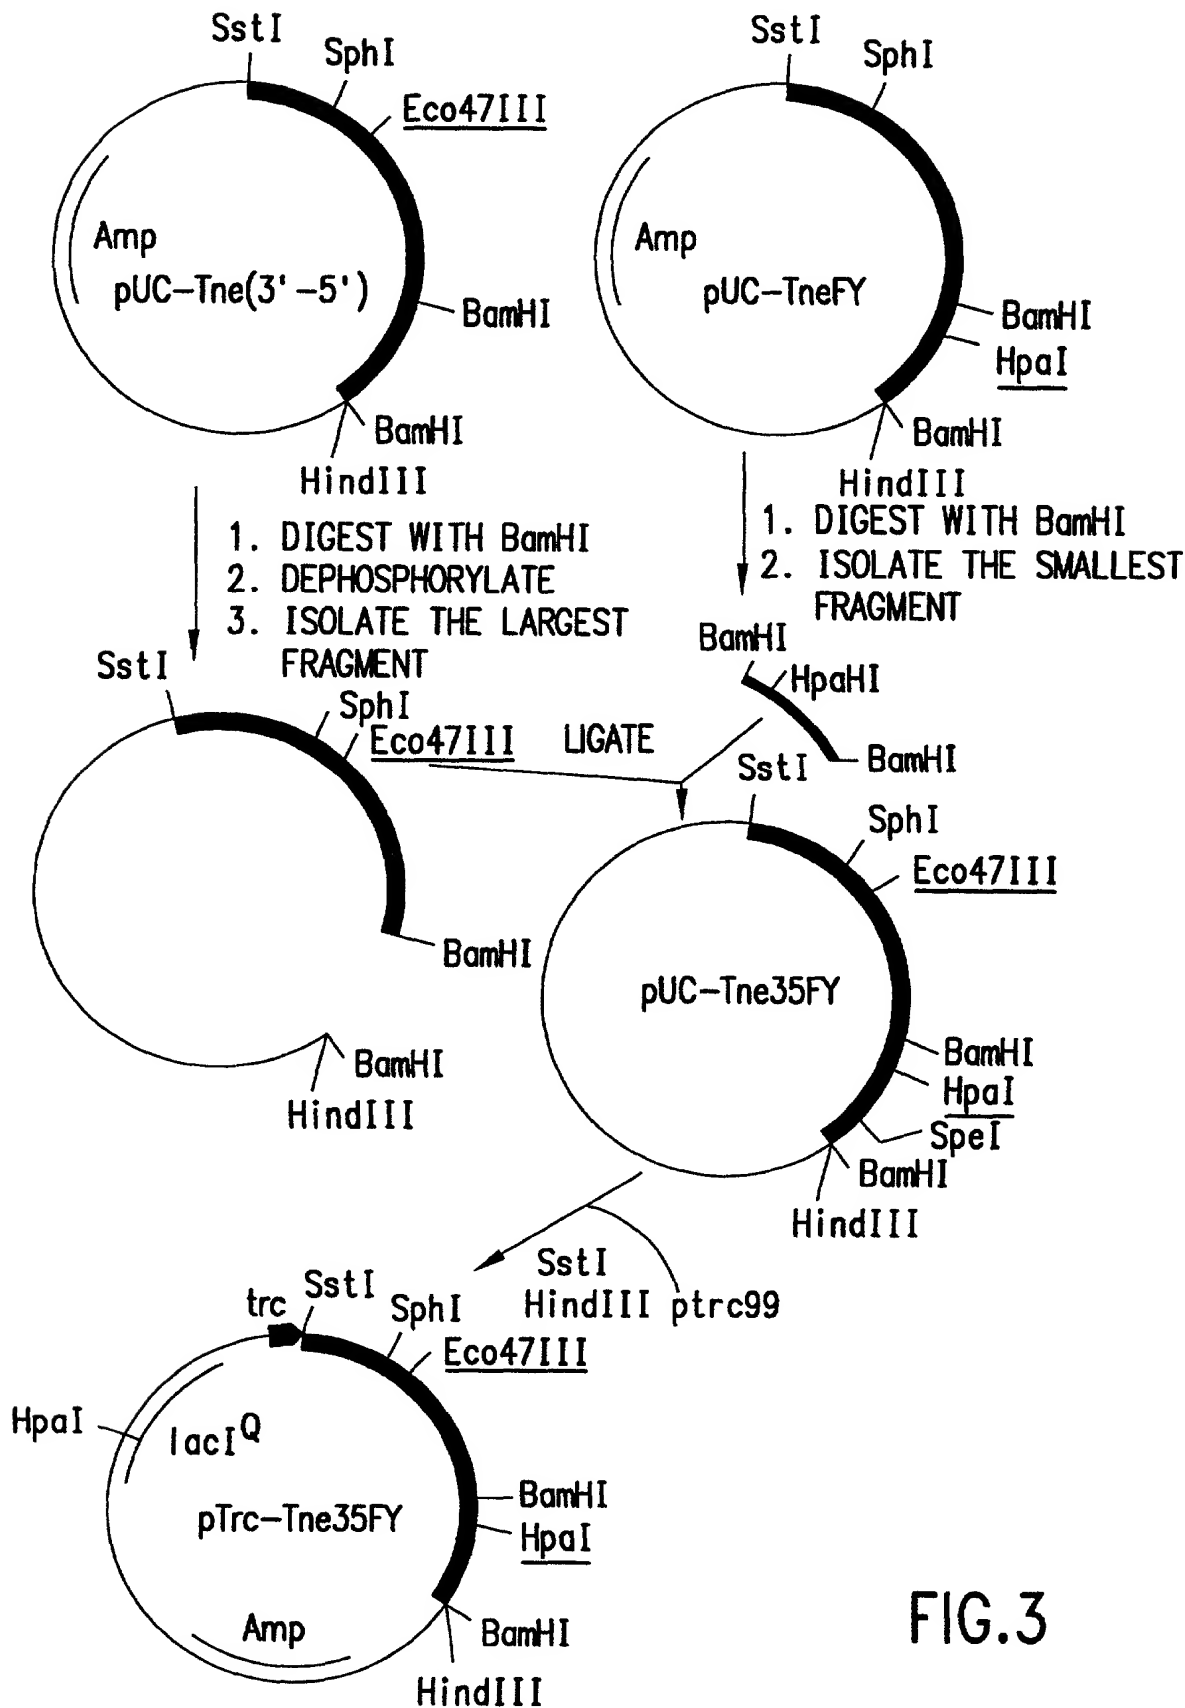 SstI
SphI
Eco47III
Amp
pUC-Tne(3'-5')
BamHI
BamHI
HindIII
SstI
SphI
Amp
pUC-TneFY
BamHI
HpaI
BamHI
HindIII
1. DIGEST WITH BamHI
2. DEPHOSPHORYLATE
3. ISOLATE THE LARGEST
FRAGMENT
1. DIGEST WITH BamHI
2. ISOLATE THE SMALLEST
FRAGMENT
BamHI
HpaHI
BamHI
SstI
SphI
Eco47III
LIGATE
BamHI
BamHI
HindIII
SstI
SphI
Eco47III
pUC-Tne35FY
BamHI
HpaI
SpeI
BamHI
HindIII
SstI
HindIII ptrc99
trc
SstI
SphI
Eco47III
HpaI
lacI^Q
pTrc-Tne35FY
BamHI
HpaI
Amp
BamHI
HindIII
FIG.3